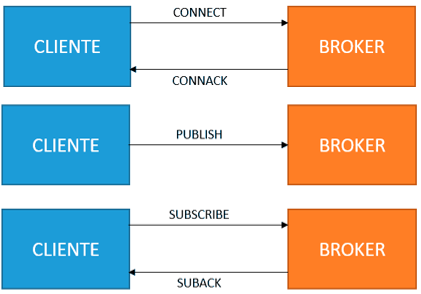 CONNECT
CLIENTE
BROKER
CONNACK
CLIENTE
PUBLISH
BROKER
SUBSCRIBE
CLIENTE
BROKER
SUBACK